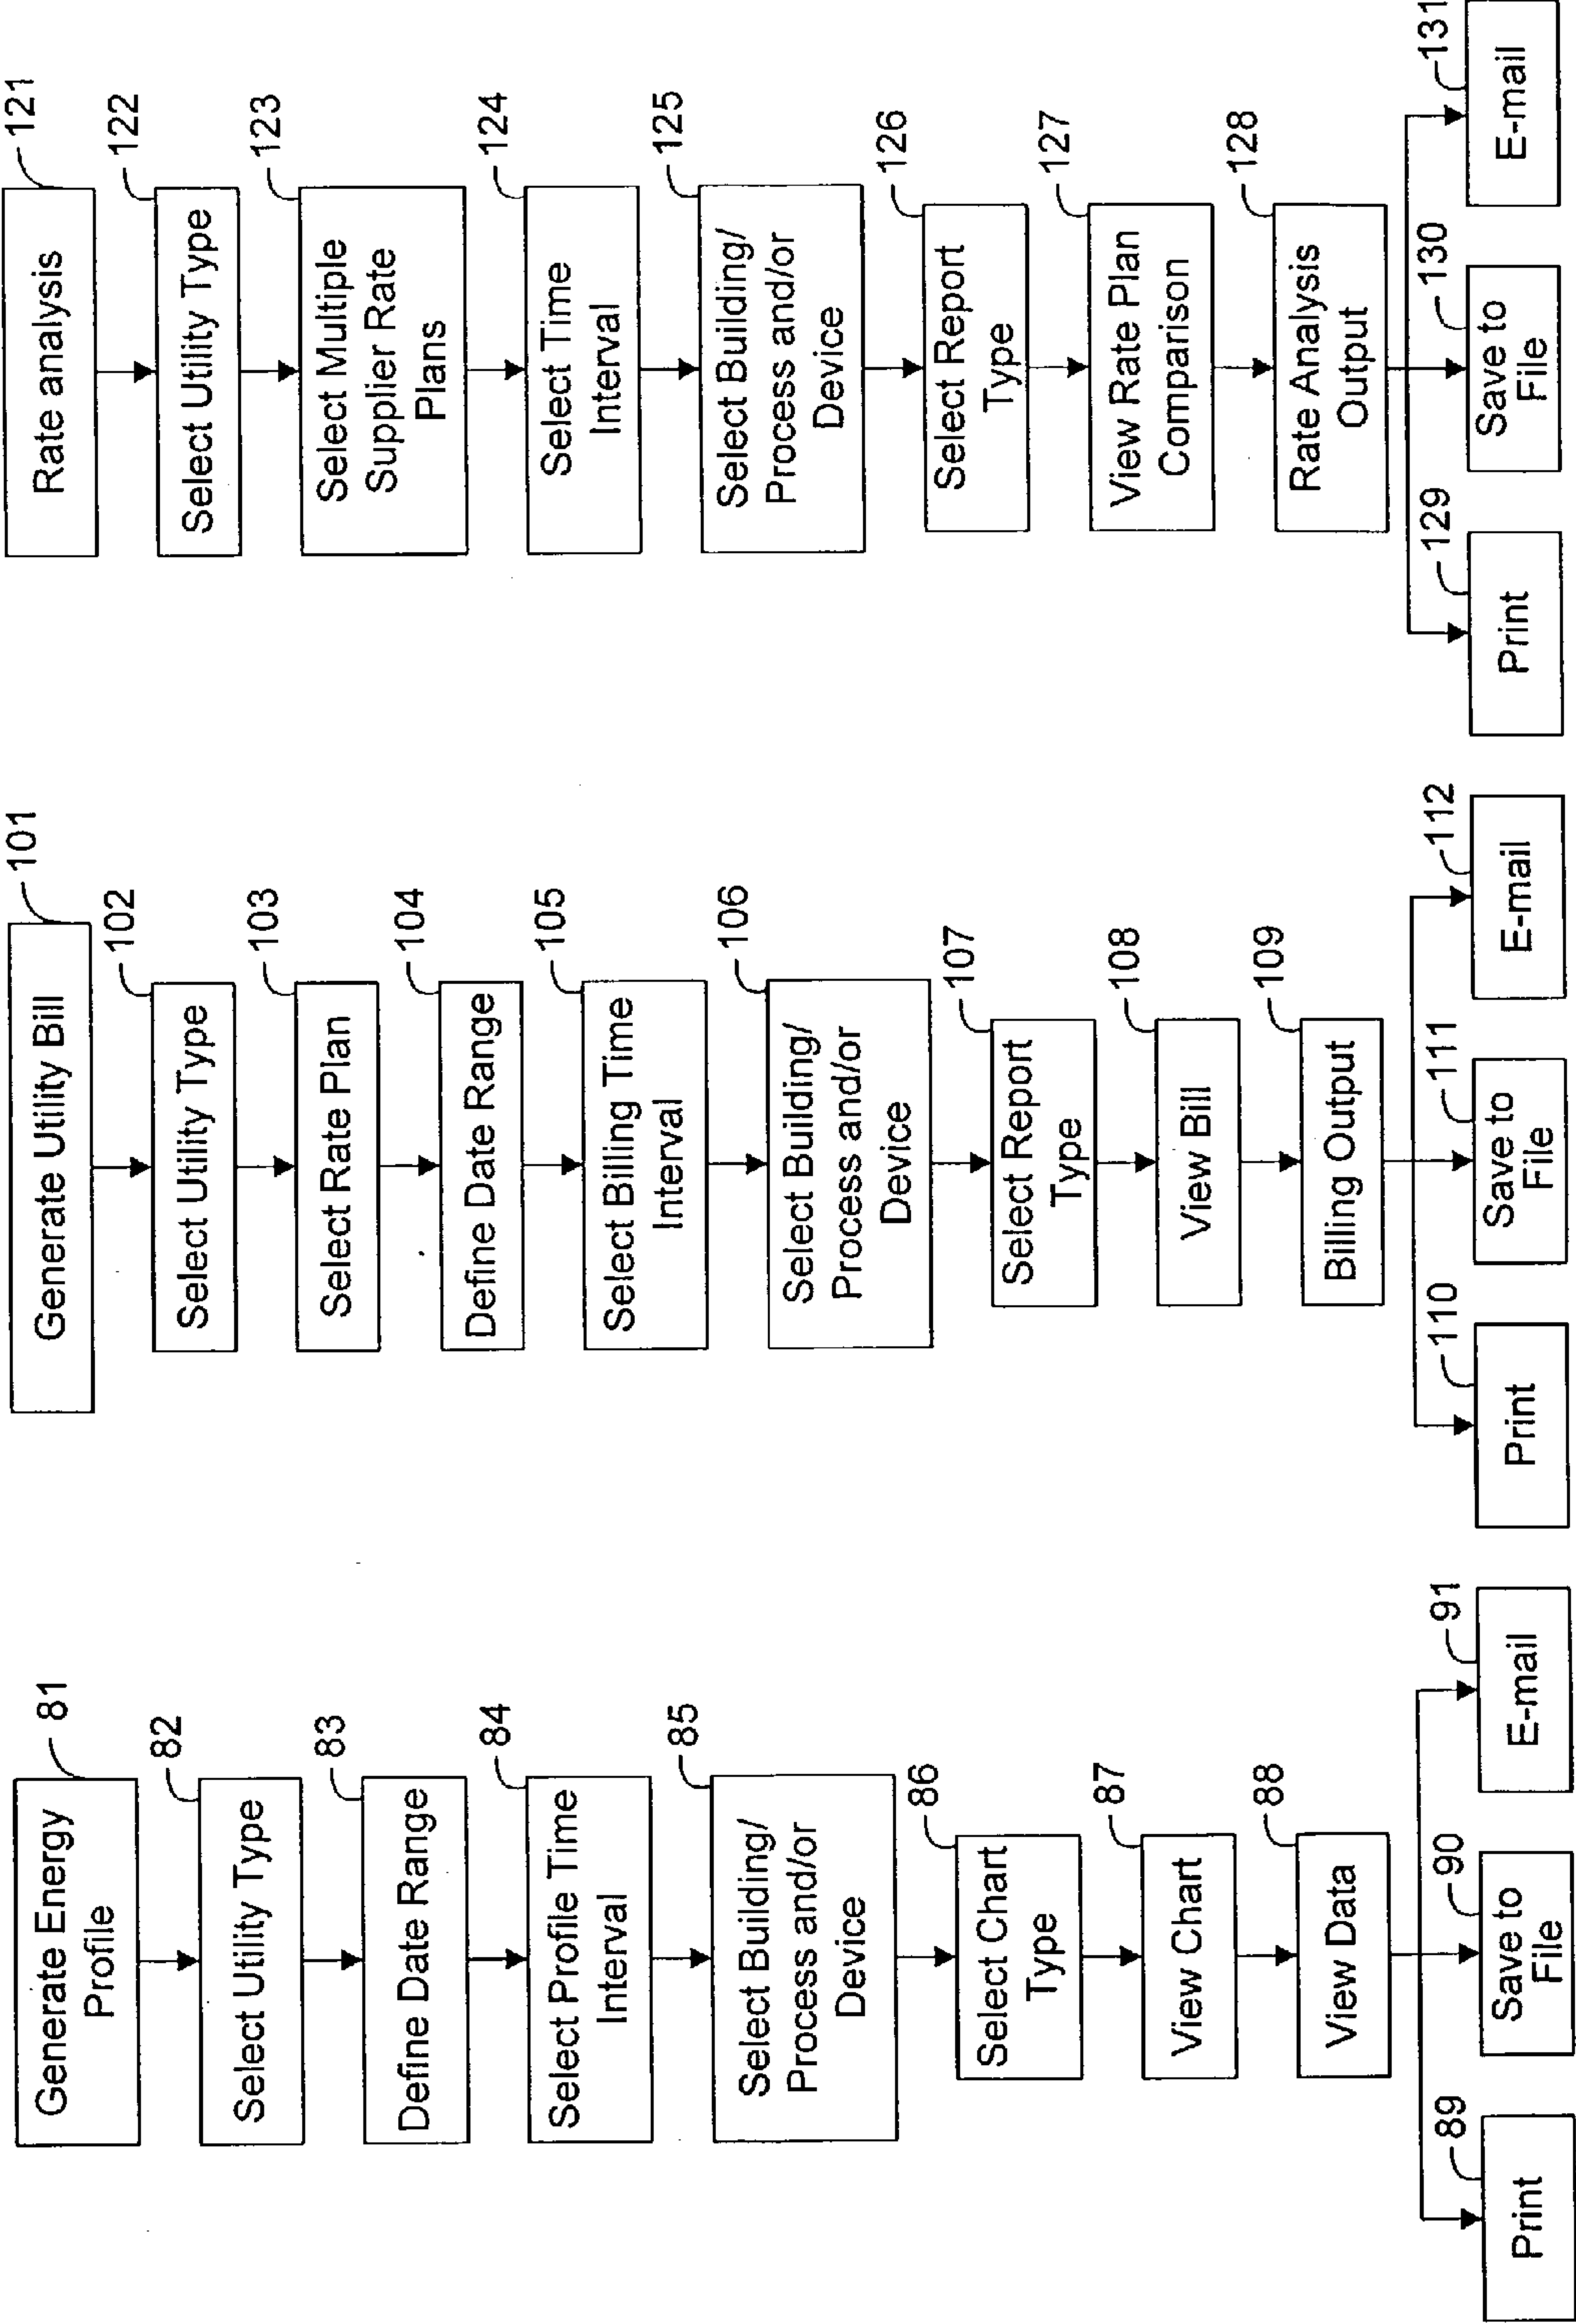 Generate Energy
Profile
81
Select Utility Type
82
Define Date Range
83
Select Profile Time
Interval
84
Select Building/
Process and/or
Device
85
Select Chart
Type
86
View Chart
87
View Data
88
Print
89
Save to
File
90
E-mail
91
Generate Utility Bill
101
Select Utility Type
102
Select Rate Plan
103
Define Date Range
104
Select Billing Time
Interval
105
Select Building/
Process and/or
Device
106
Select Report
Type
107
View Bill
108
Billing Output
109
Print
110
Save to
File
111
E-mail
112
Rate analysis
121
Select Utility Type
122
Select Multiple
Supplier Rate
Plans
123
Select Time
Interval
124
Select Building/
Process and/or
Device
125
Select Report
Type
126
View Rate Plan
Comparison
127
Rate Analysis
Output
128
Print
129
Save to
File
130
E-mail
131